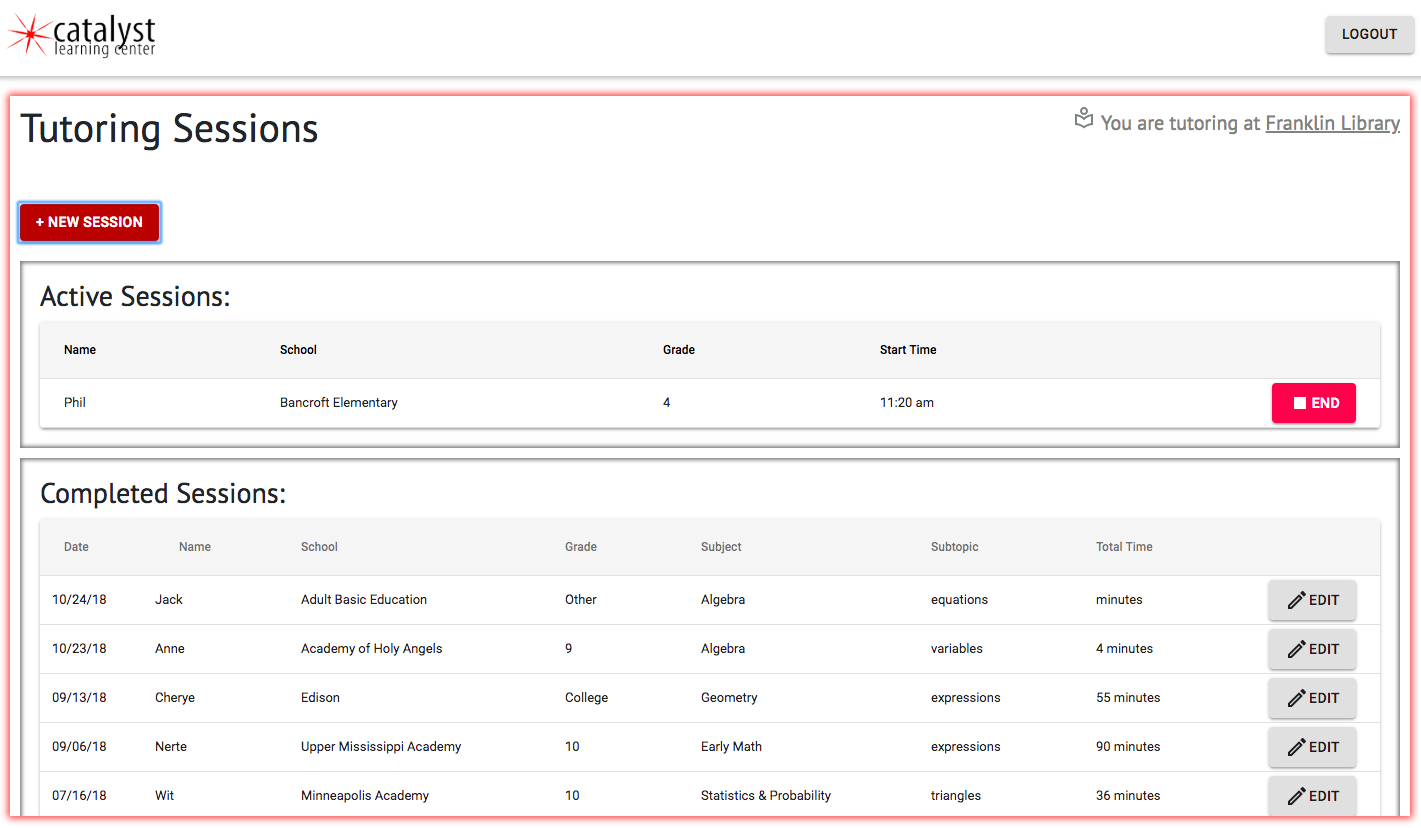 catalyst
learning center
LOGOUT
Tutoring Sessions
You are tutoring at Franklin Library
+ NEW SESSION
Active Sessions:
Name School Grade Start Time
Phil Bancroft Elementary 4 11:20 am END
Completed Sessions:
Date Name School Grade Subject Subtopic Total Time
10/24/18 Jack Adult Basic Education Other Algebra equations minutes EDIT
10/23/18 Anne Academy of Holy Angels 9 Algebra variables 4 minutes EDIT
09/13/18 Cherye Edison College Geometry expressions 55 minutes EDIT
09/06/18 Nerte Upper Mississippi Academy 10 Early Math expressions 90 minutes EDIT
07/16/18 Wit Minneapolis Academy 10 Statistics & Probability triangles 36 minutes EDIT